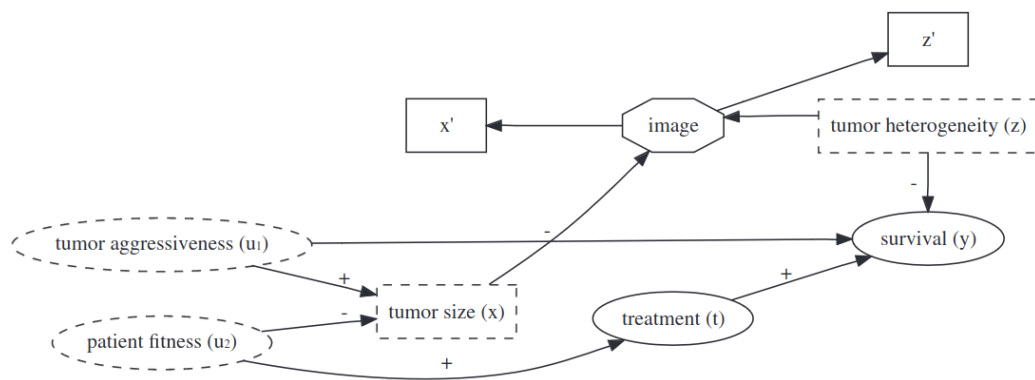 z'
x'
image
tumor heterogeneity (z)
-
tumor aggressiveness (u₁)
-
survival (y)
+
+
tumor size (x)
treatment (t)
-
patient fitness (u₂)
+